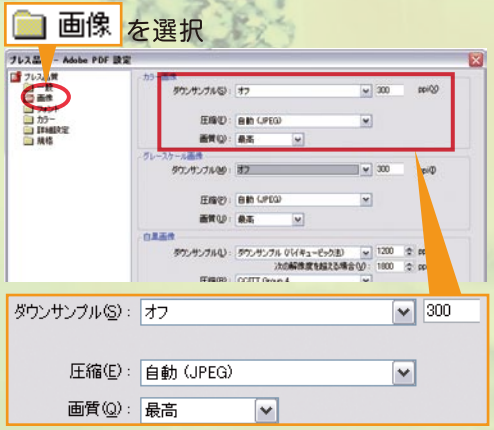 画像 を選択
プレス品質 - Adobe PDF 設定
プレス品質
画像
フォント
カラー
詳細設定
規格
カラー画像
ダウンサンプル(S): オフ 300 ppi(X)
圧縮(E): 自動 (JPEG)
画質(Q): 最高
グレースケール画像
ダウンサンプル(M): オフ 300
圧縮(P): 自動 (JPEG)
画質(U): 最高
白黒画像
ダウンサンプル(L): ダウンサンプル (バイキュービック法) 1200
次の解像度を超える場合(V): 1800
CCITT Group 4
ダウンサンプル(S): オフ 300
圧縮(E): 自動 (JPEG)
画質(Q): 最高